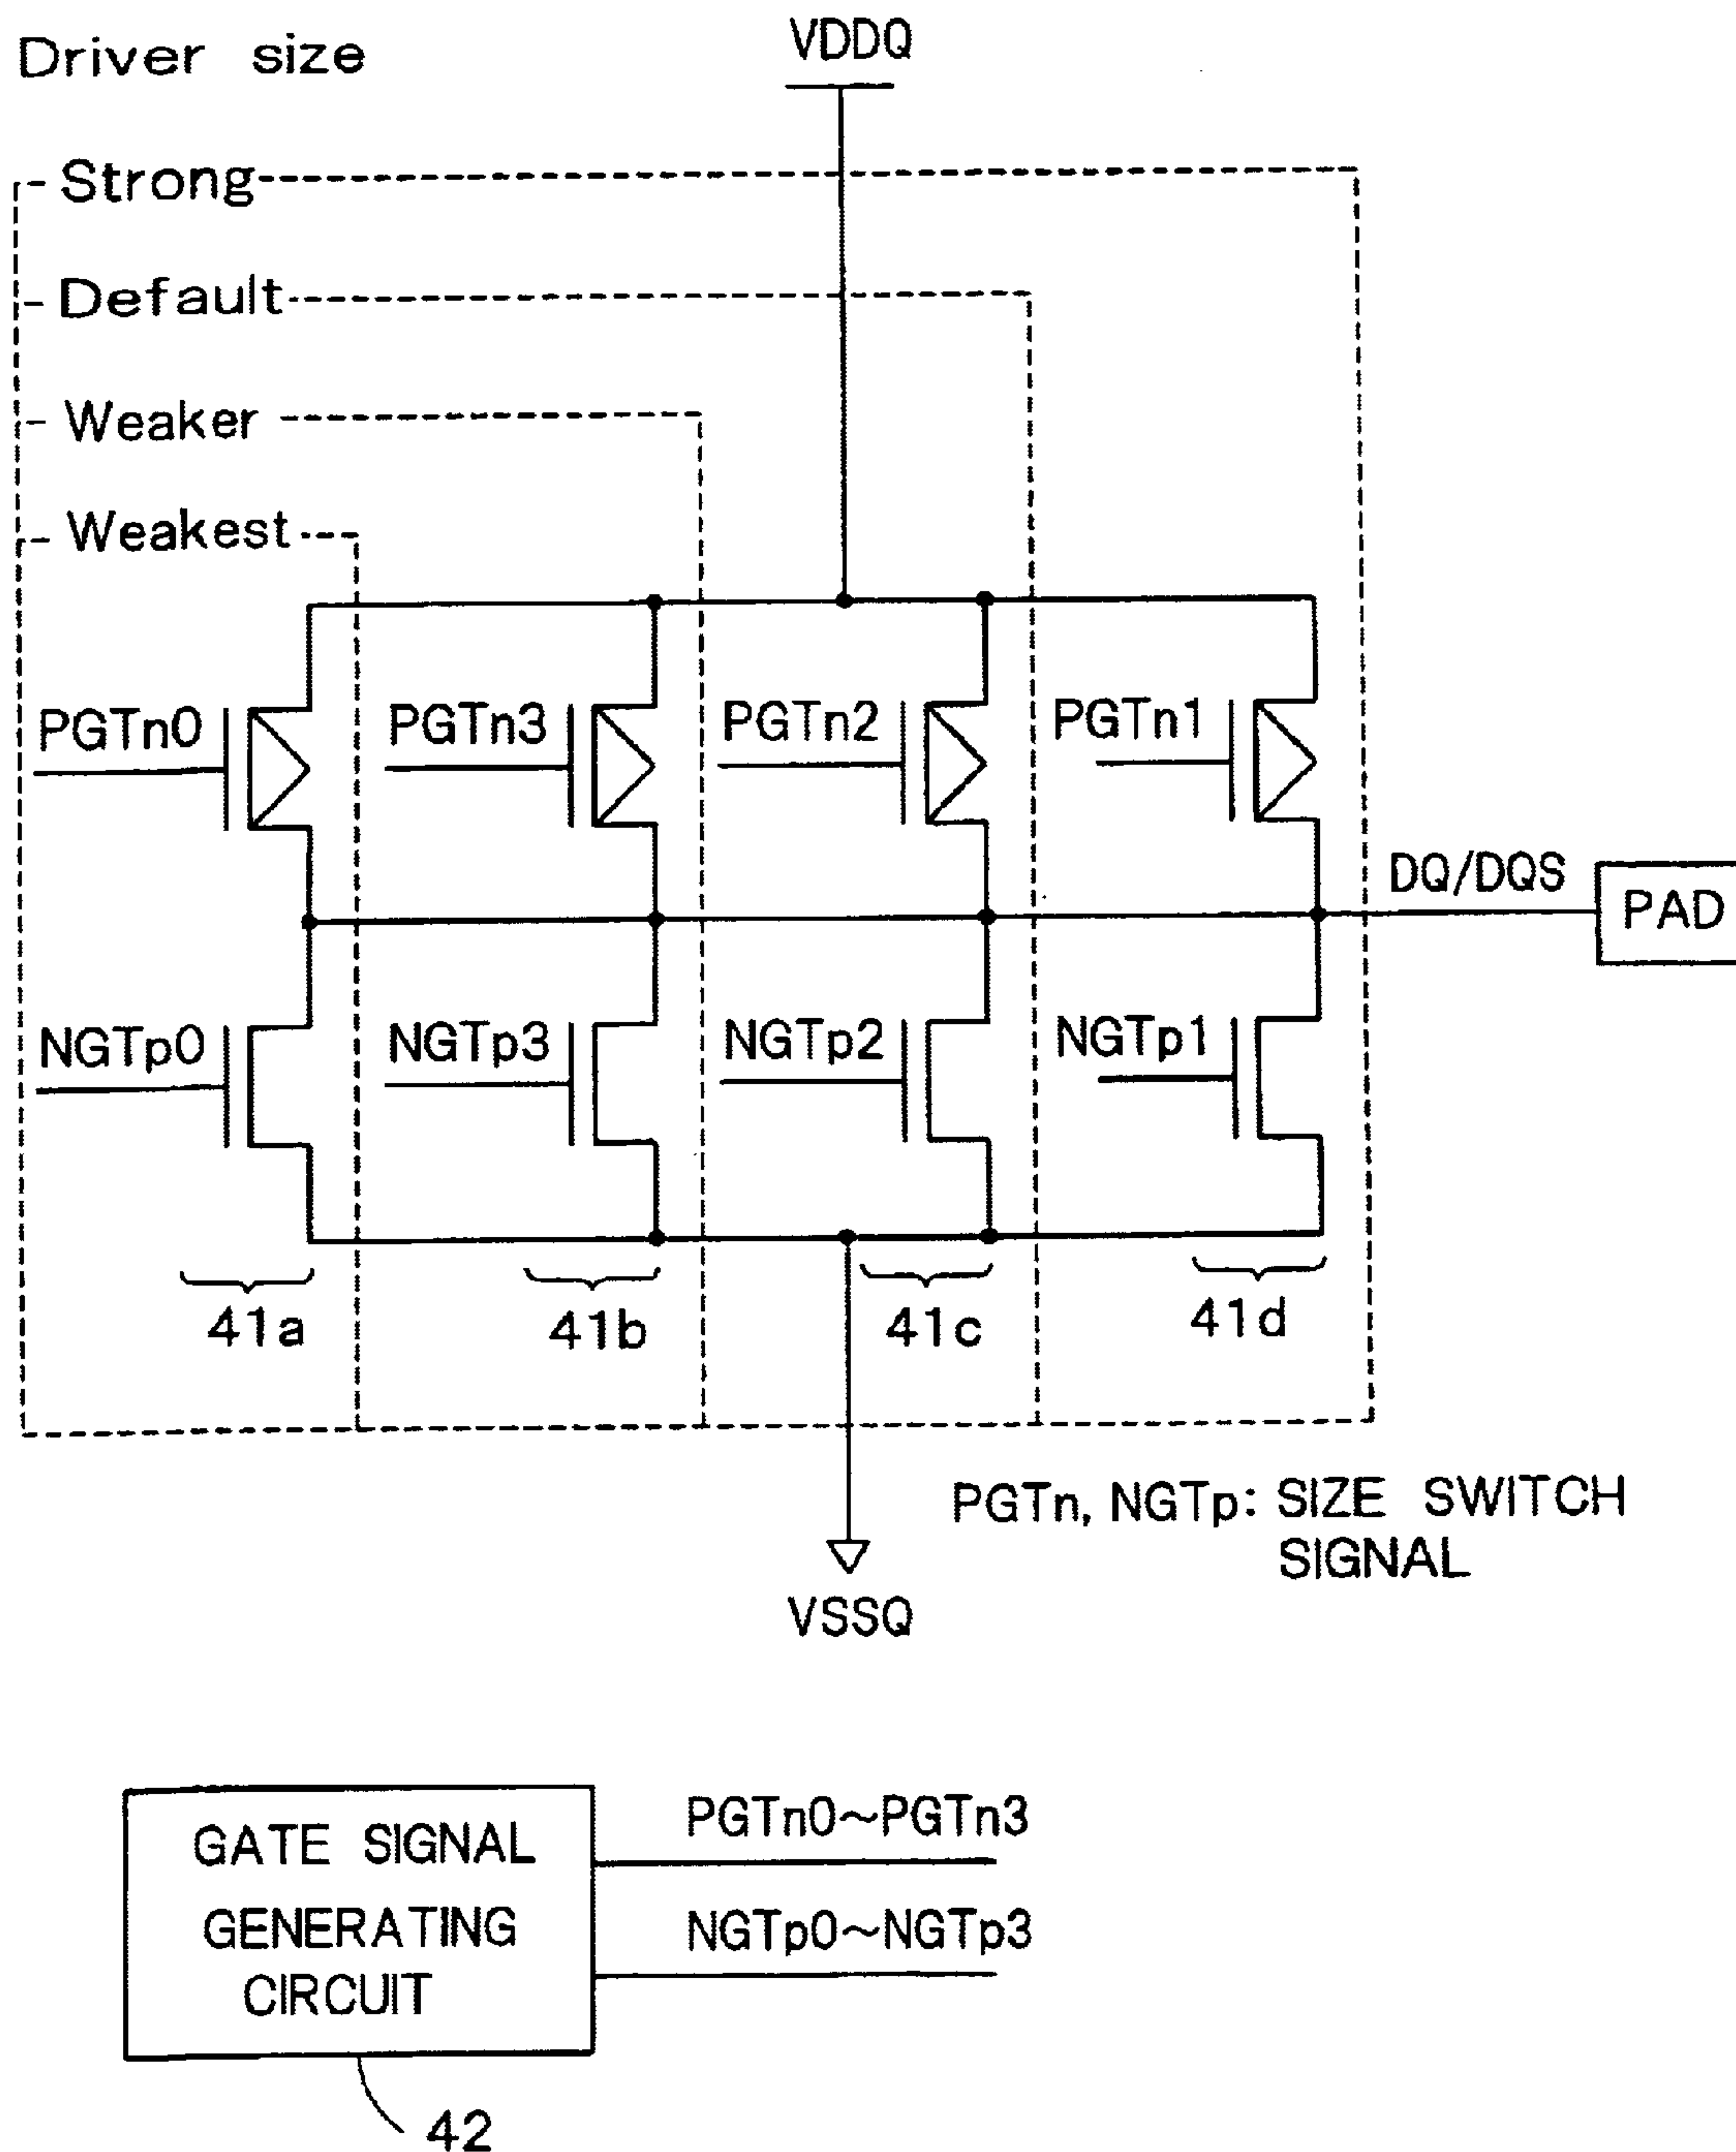 Driver size
VDDQ
Strong
Default
Weaker
Weakest
PGTn0
PGTn3
PGTn2
PGTn1
DQ/DQS
PAD
NGTp0
NGTp3
NGTp2
NGTp1
41a
41b
41c
41d
PGTn, NGTp: SIZE SWITCH
SIGNAL
VSSQ
GATE SIGNAL
GENERATING
CIRCUIT
PGTn0~PGTn3
NGTp0~NGTp3
42